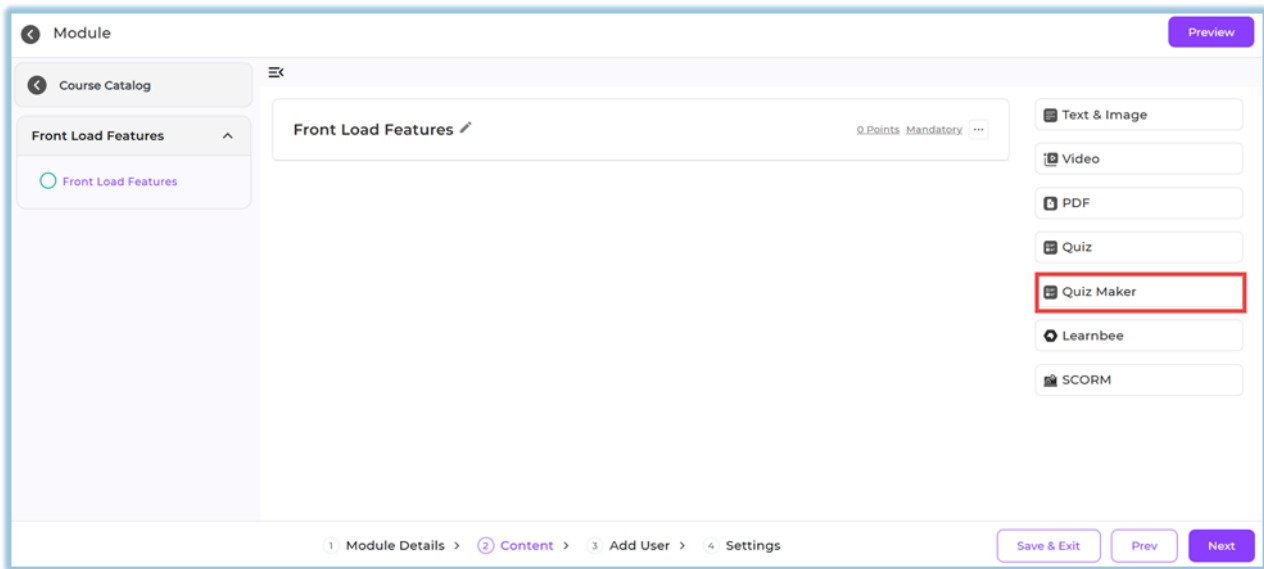 Module
Preview
Course Catalog
Front Load Features
Front Load Features
Front Load Features
0 Points Mandatory ...
Text & Image
Video
PDF
Quiz
Quiz Maker
Learnbee
SCORM
1 Module Details > 2 Content > 3 Add User > 4 Settings
Save & Exit Prev Next